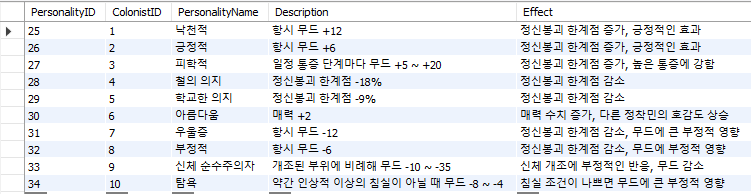 PersonalityID ColonistID PersonalityName Description Effect
25 1 낙천적 항시 무드 +12 정신붕괴 한계점 증가, 긍정적인 효과
26 2 긍정적 항시 무드 +6 정신붕괴 한계점 증가, 긍정적인 효과
27 3 피학적 일정 통증 단계마다 무드 +5 ~ +20 정신붕괴 한계점 증가, 높은 통증에 강함
28 4 철의 의지 정신붕괴 한계점 -18% 정신붕괴 한계점 감소
29 5 확고한 의지 정신붕괴 한계점 -9% 정신붕괴 한계점 감소
30 6 아름다움 매력 +2 매력 수치 증가, 다른 정착민의 호감도 상승
31 7 우울증 항시 무드 -12 정신붕괴 한계점 감소, 무드에 큰 부정적 영향
32 8 부정적 항시 무드 -6 정신붕괴 한계점 감소, 무드에 부정적 영향
33 9 신체 순수주의자 개조된 부위에 비례해 무드 -10 ~ -35 신체 개조에 부정적인 반응, 무드 감소
34 10 탐욕 약간 인상적 이상의 침실이 아닐 때 무드 -8 ~ -4 침실 조건이 나쁘면 무드에 큰 부정적 영향